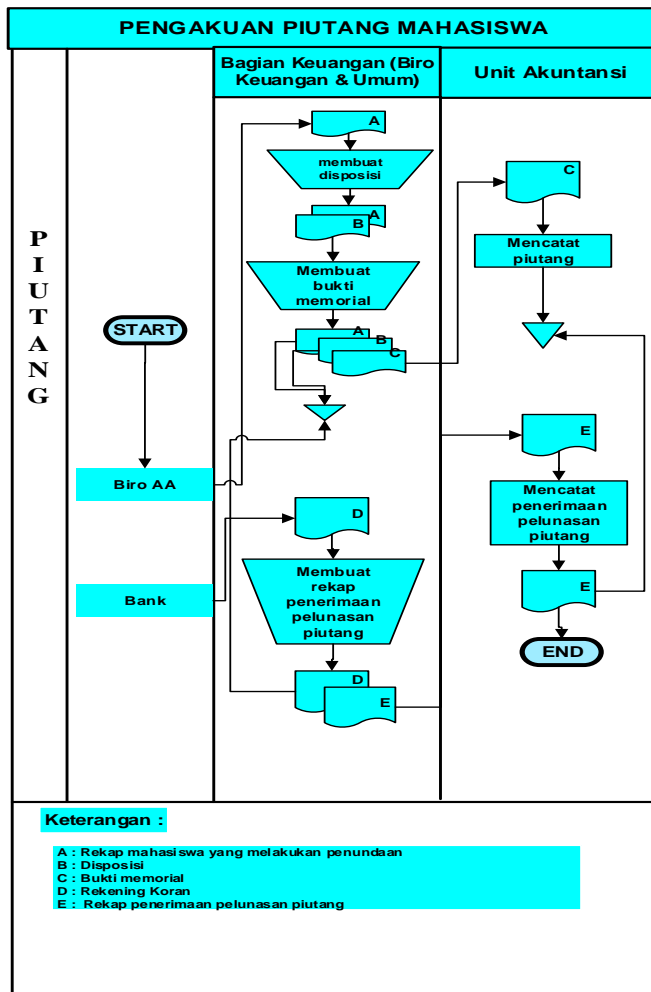 PENGAKUAN PIUTANG MAHASISWA
Bagian Keuangan (Biro
Keuangan & Umum)
Unit Akuntansi
P
I
U
T
A
N
G
START
Biro AA
Bank
A
membuat
disposisi
A
B
Membuat
bukti
memorial
A
B
C
D
Membuat
rekap
penerimaan
pelunasan
piutang
D
E
C
Mencatat
piutang
E
Mencatat
penerimaan
pelunasan
piutang
E
END
Keterangan :
A : Rekap mahasiswa yang melakukan penundaan
B : Disposisi
C : Bukti memorial
D : Rekening Koran
E : Rekap penerimaan pelunasan piutang